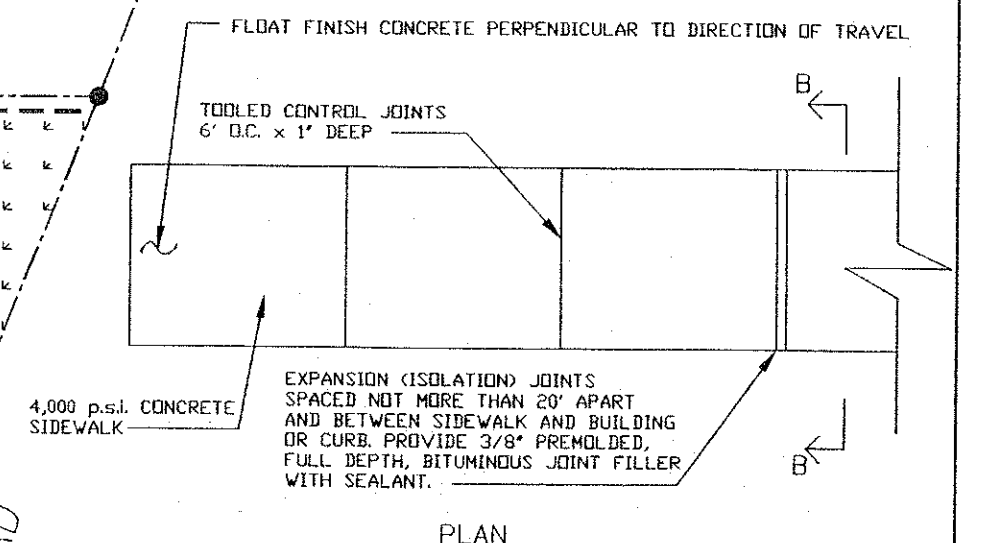 FLOAT FINISH CONCRETE PERPENDICULAR TO DIRECTION OF TRAVEL
B
TOOLED CONTROL JOINTS
6' O.C. x 1" DEEP
4,000 p.s.i. CONCRETE
SIDEWALK
EXPANSION (ISOLATION) JOINTS
SPACED NOT MORE THAN 20' APART
AND BETWEEN SIDEWALK AND BUILDING
OR CURB. PROVIDE 3/8" PREMOLDED,
FULL DEPTH, BITUMINOUS JOINT FILLER
WITH SEALANT.
B
PLAN